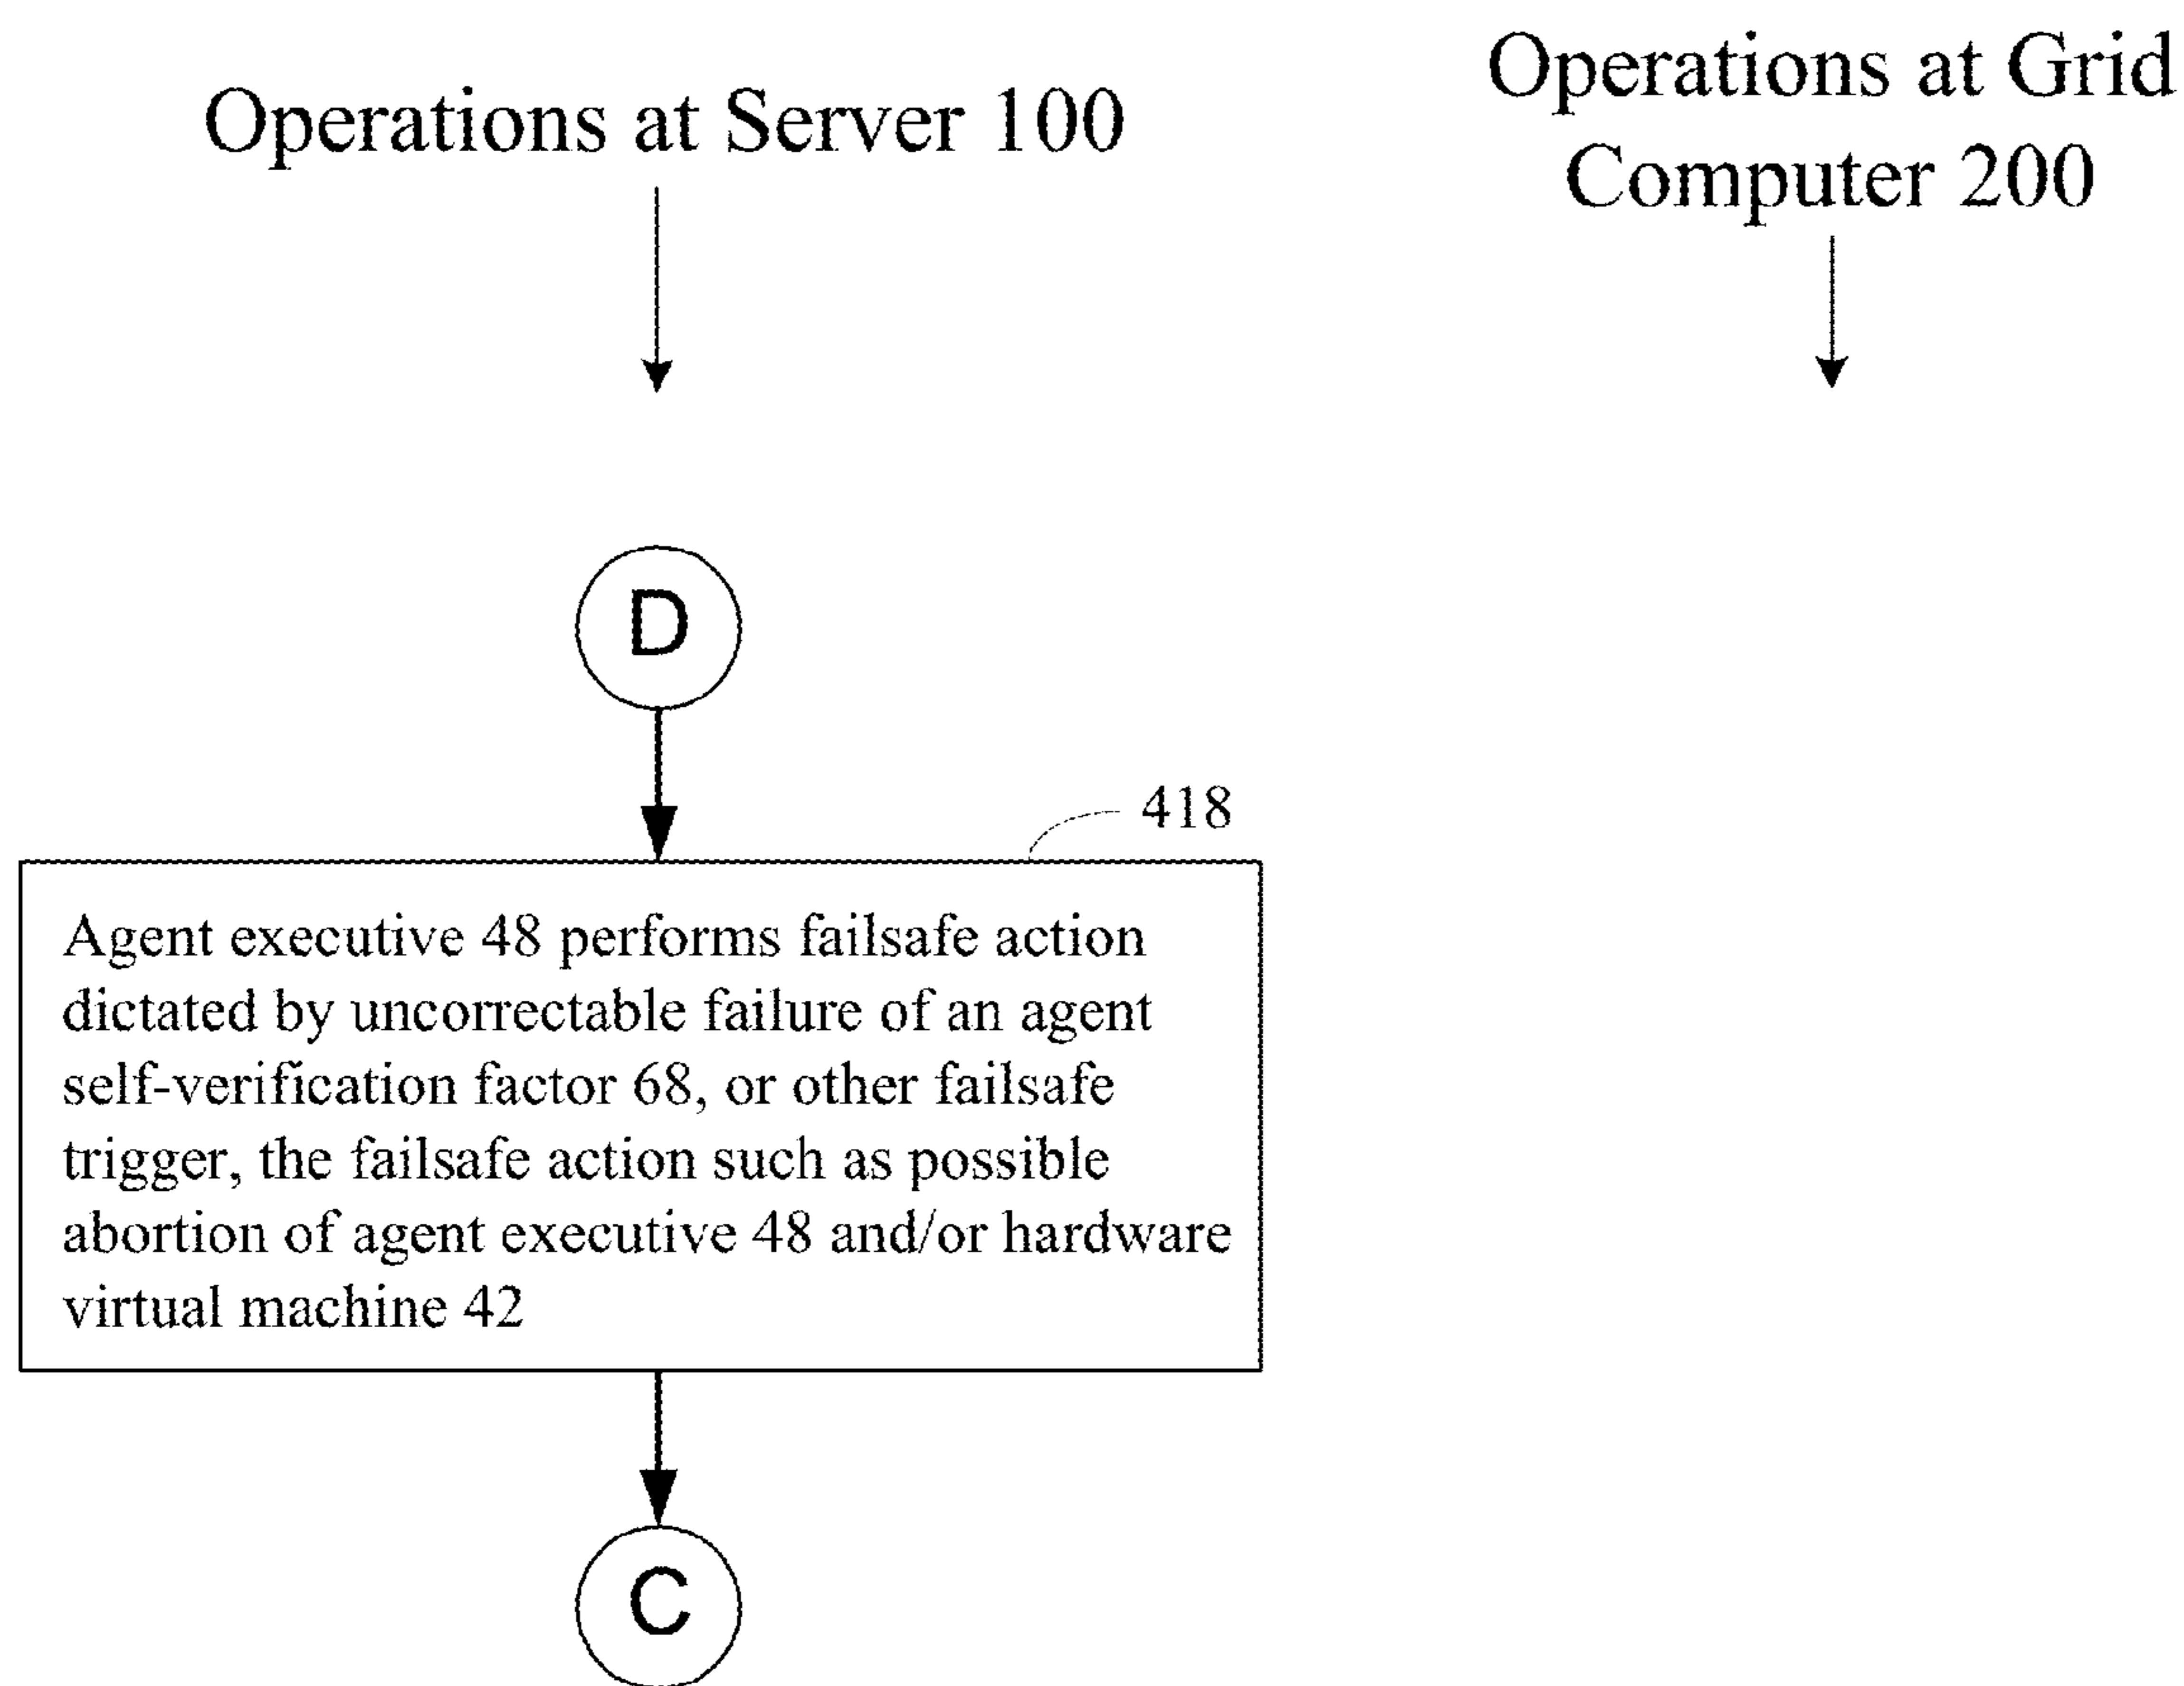 Operations at Server 100
Operations at Grid
Computer 200
D
418
Agent executive 48 performs failsafe action
dictated by uncorrectable failure of an agent
self-verification factor 68, or other failsafe
trigger, the failsafe action such as possible
abortion of agent executive 48 and/or hardware
virtual machine 42
C